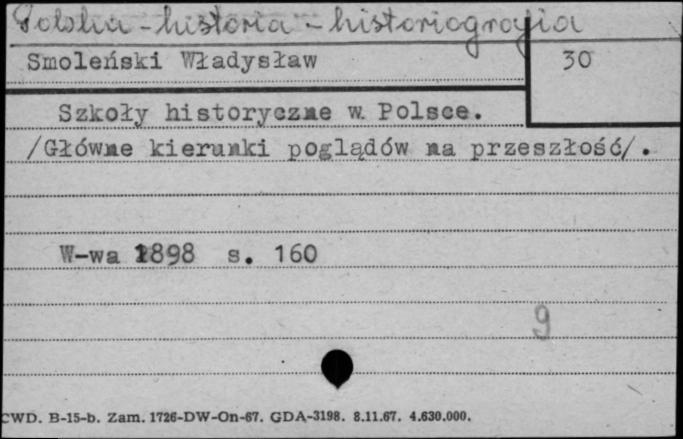 Polska - historia - historiografia
Smoleński Władysław
30
Szkoły historyczne w Polsce.
/Główne kierunki poglądów na przeszłość/.
W-wa 1898 s. 160
9
CWD. B-15-b. Zam. 1726-DW-On-67. GDA-3198. 8.11.67. 4.630.000.